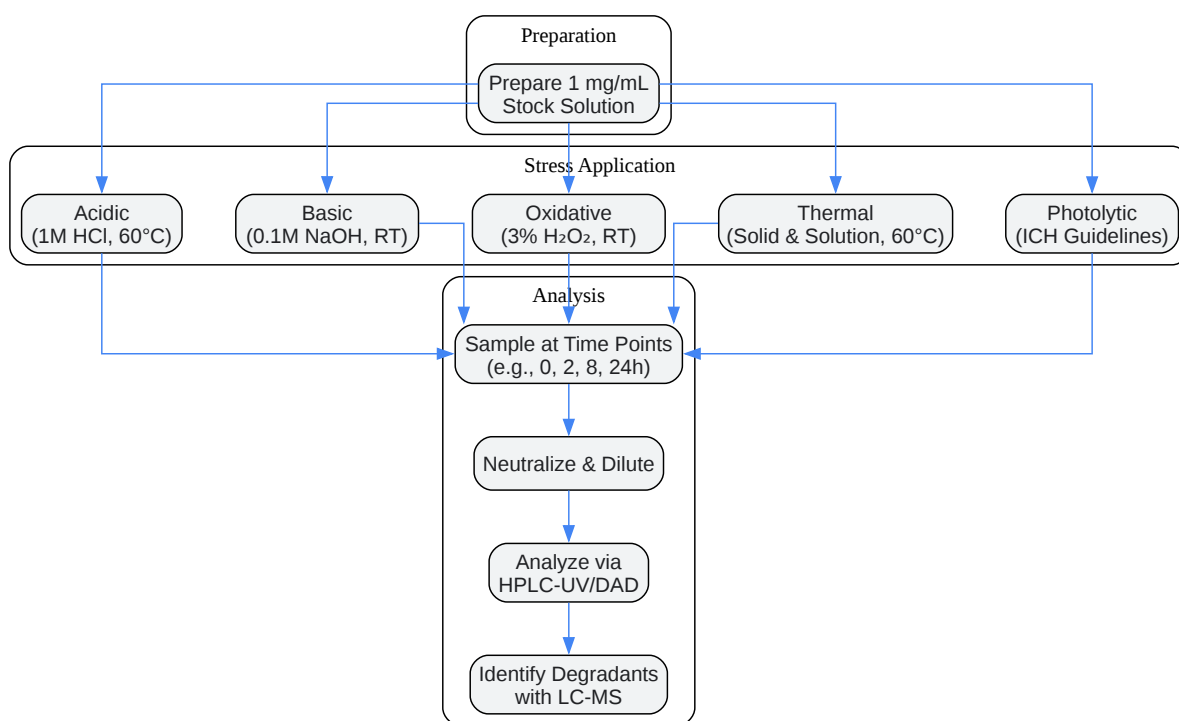 Preparation
Prepare 1 mg/mL
Stock Solution
Stress Application
Acidic
(1M HCl, 60°C)
Basic
(0.1M NaOH, RT)
Oxidative
(3% H₂O₂, RT)
Thermal
(Solid & Solution, 60°C)
Photolytic
(ICH Guidelines)
Analysis
Sample at Time Points
(e.g., 0, 2, 8, 24h)
Neutralize & Dilute
Analyze via
HPLC-UV/DAD
Identify Degradants
with LC-MS